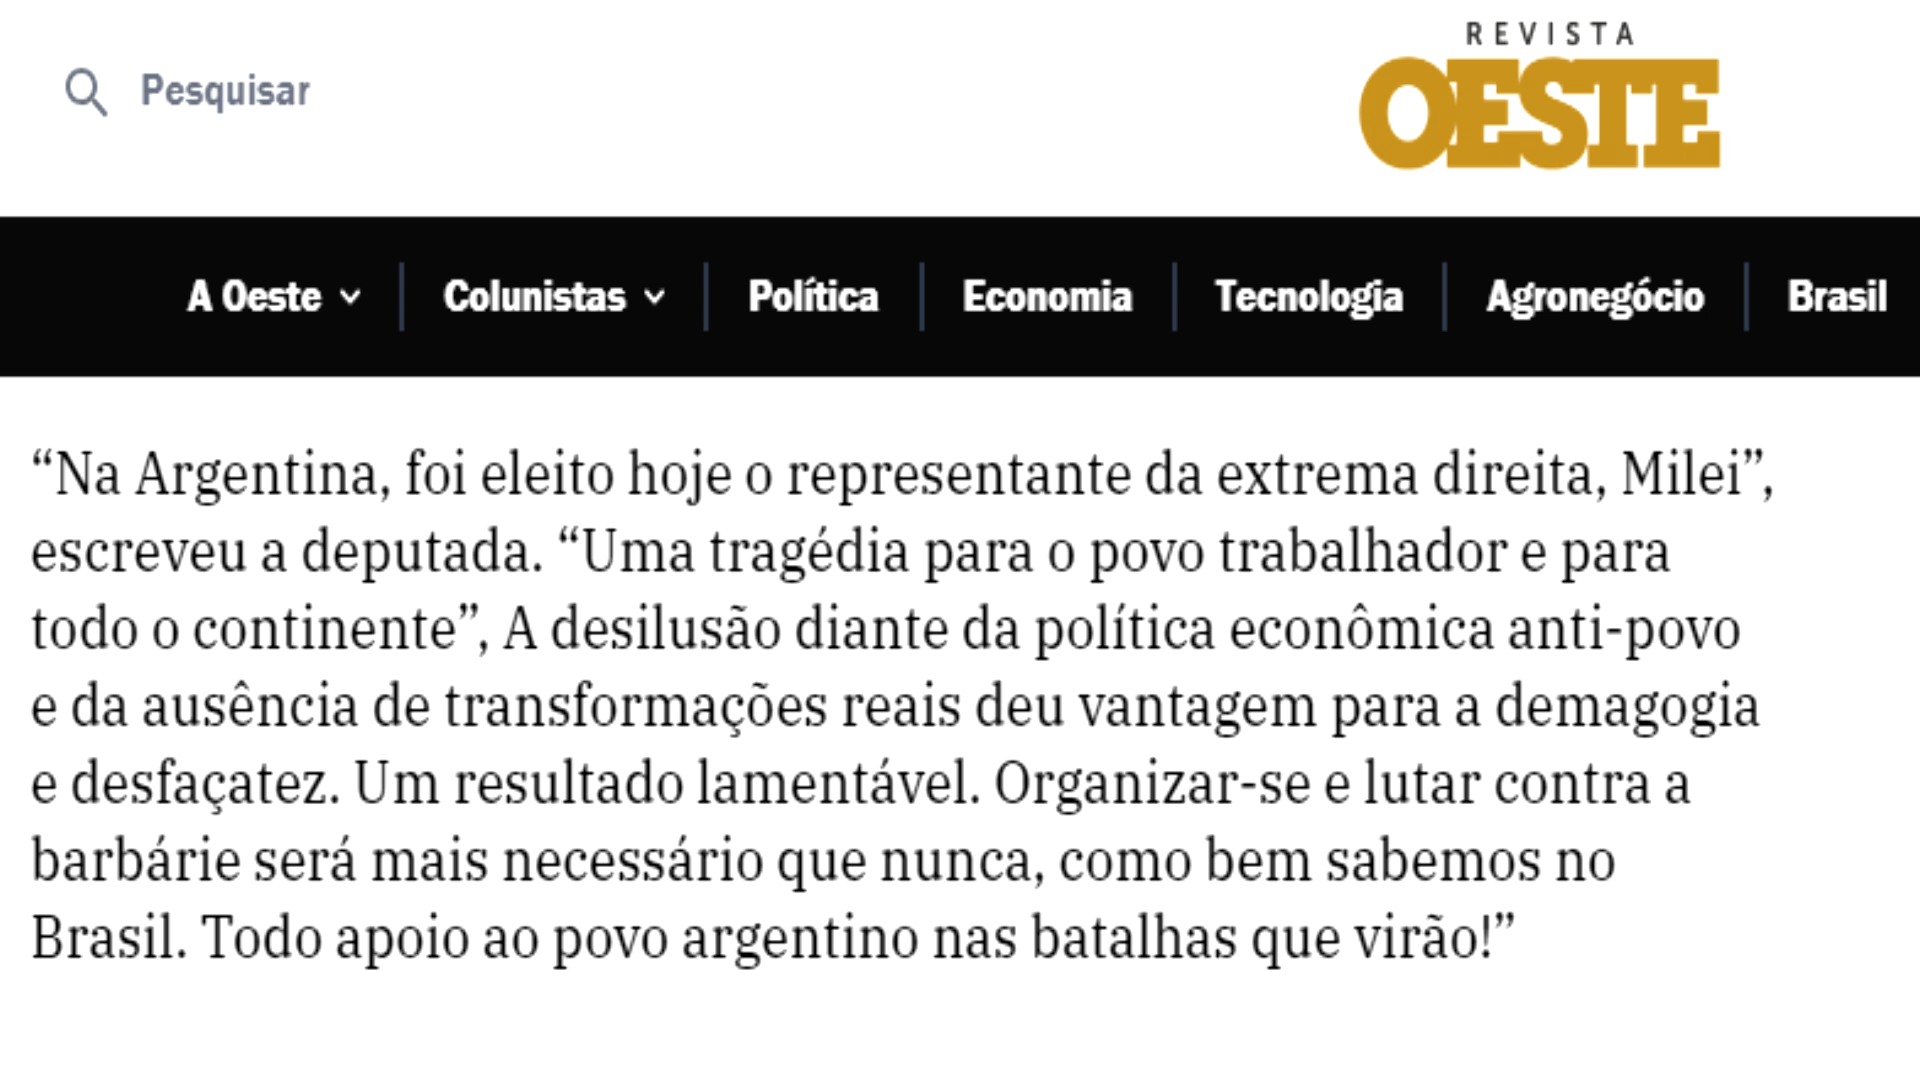 REVISTA
OESTE
Pesquisar
A Oeste
Colunistas
Política
Economia
Tecnologia
Agronegócio
Brasil
“Na Argentina, foi eleito hoje o representante da extrema direita, Milei”,
escreveu a deputada. “Uma tragédia para o povo trabalhador e para
todo o continente”, A desilusão diante da política econômica anti-povo
e da ausência de transformações reais deu vantagem para a demagogia
e desfaçatez. Um resultado lamentável. Organizar-se e lutar contra a
barbárie será mais necessário que nunca, como bem sabemos no
Brasil. Todo apoio ao povo argentino nas batalhas que virão!”